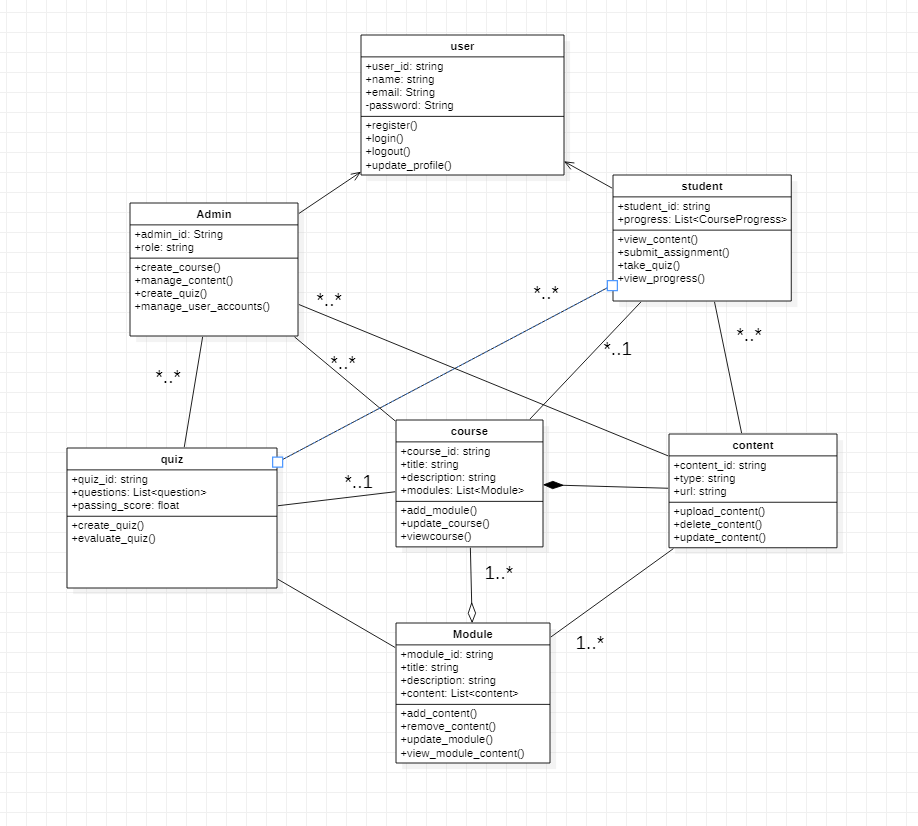 user
+user_id: string
+name: string
+email: String
-password: String
+register()
+login()
+logout()
+update_profile()
student
+student_id: string
+progress: List<CourseProgress>
+view_content()
+submit_assignment()
+take_quiz()
+view_progress()
Admin
+admin_id: String
+role: string
+create_course()
+manage_content()
+create_quiz()
+manage_user_accounts()
*..*
*..*
*..*
*..1
*..*
*..*
quiz
+quiz_id: string
+questions: List<question>
+passing_score: float
+create_quiz()
+evaluate_quiz()
*..1
course
+course_id: string
+title: string
+description: string
+modules: List<Module>
+add_module()
+update_course()
+viewcourse()
content
+content_id: string
+type: string
+url: string
+upload_content()
+delete_content()
+update_content()
1..*
1..*
Module
+module_id: string
+title: string
+description: string
+content: List<content>
+add_content()
+remove_content()
+update_module()
+view_module_content()